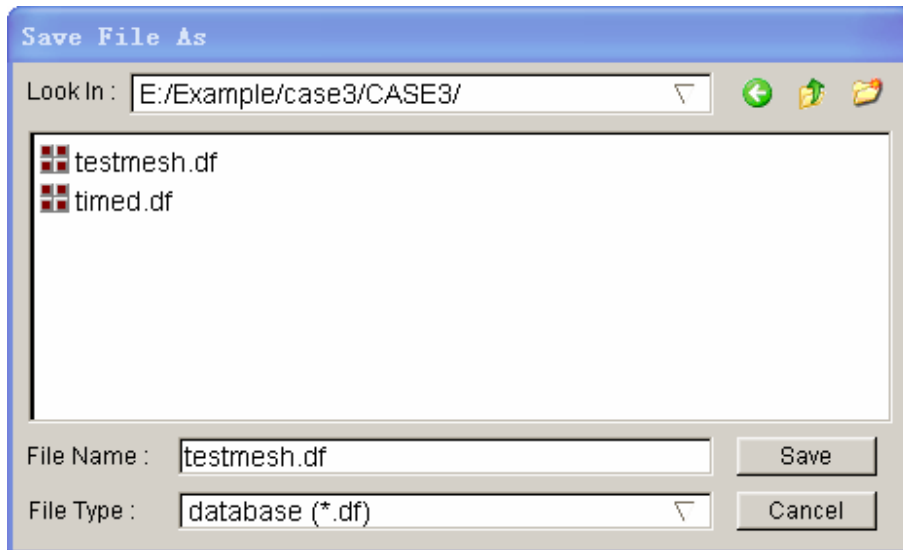 Save File As
Look In : E:/Example/case3/CASE3/
testmesh.df
timed.df
File Name : testmesh.df Save
File Type : database (*.df) Cancel